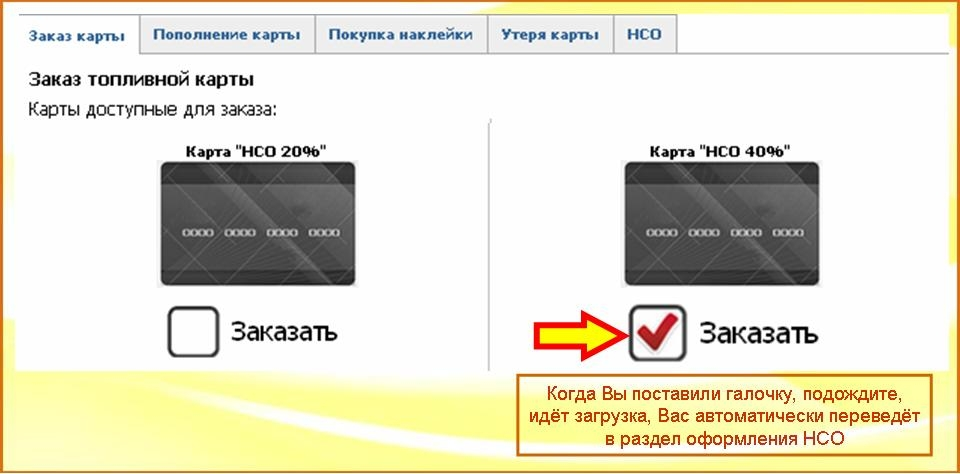 Заказ карты Пополнение карты Покупка наклейки Утеря карты НСО
Заказ топливной карты
Карты доступные для заказа:
Карта "НСО 20%" Карта "НСО 40%"
0000 0000 0000 0000 0000 0000 0000 0000
Заказать Заказать
Когда Вы поставили галочку, подождите,
идёт загрузка, Вас автоматически переведёт
в раздел оформления НСО